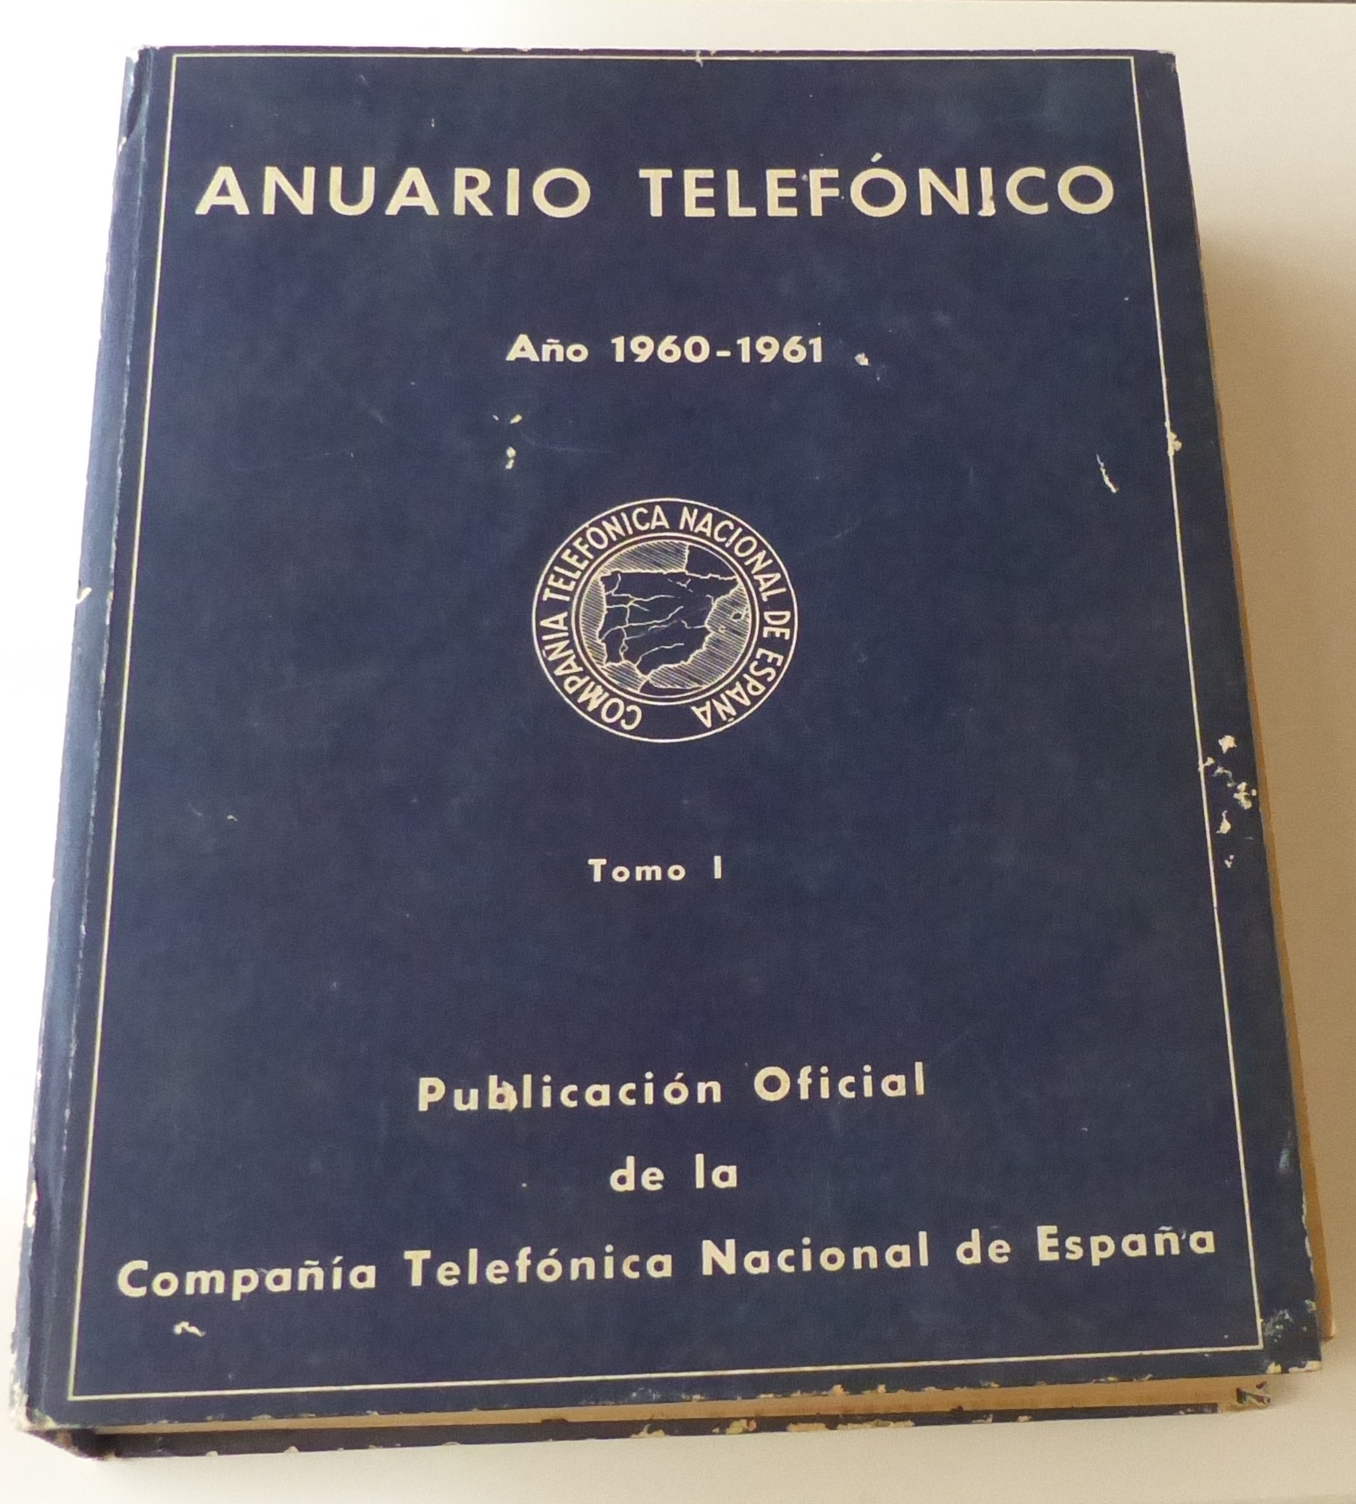 ANUARIO TELEFÓNICO
Año 1960-1961
COMPAÑIA TELEFÓNICA NACIONAL DE ESPAÑA
Tomo I
Publicación Oficial
de la
Compañía Telefónica Nacional de España